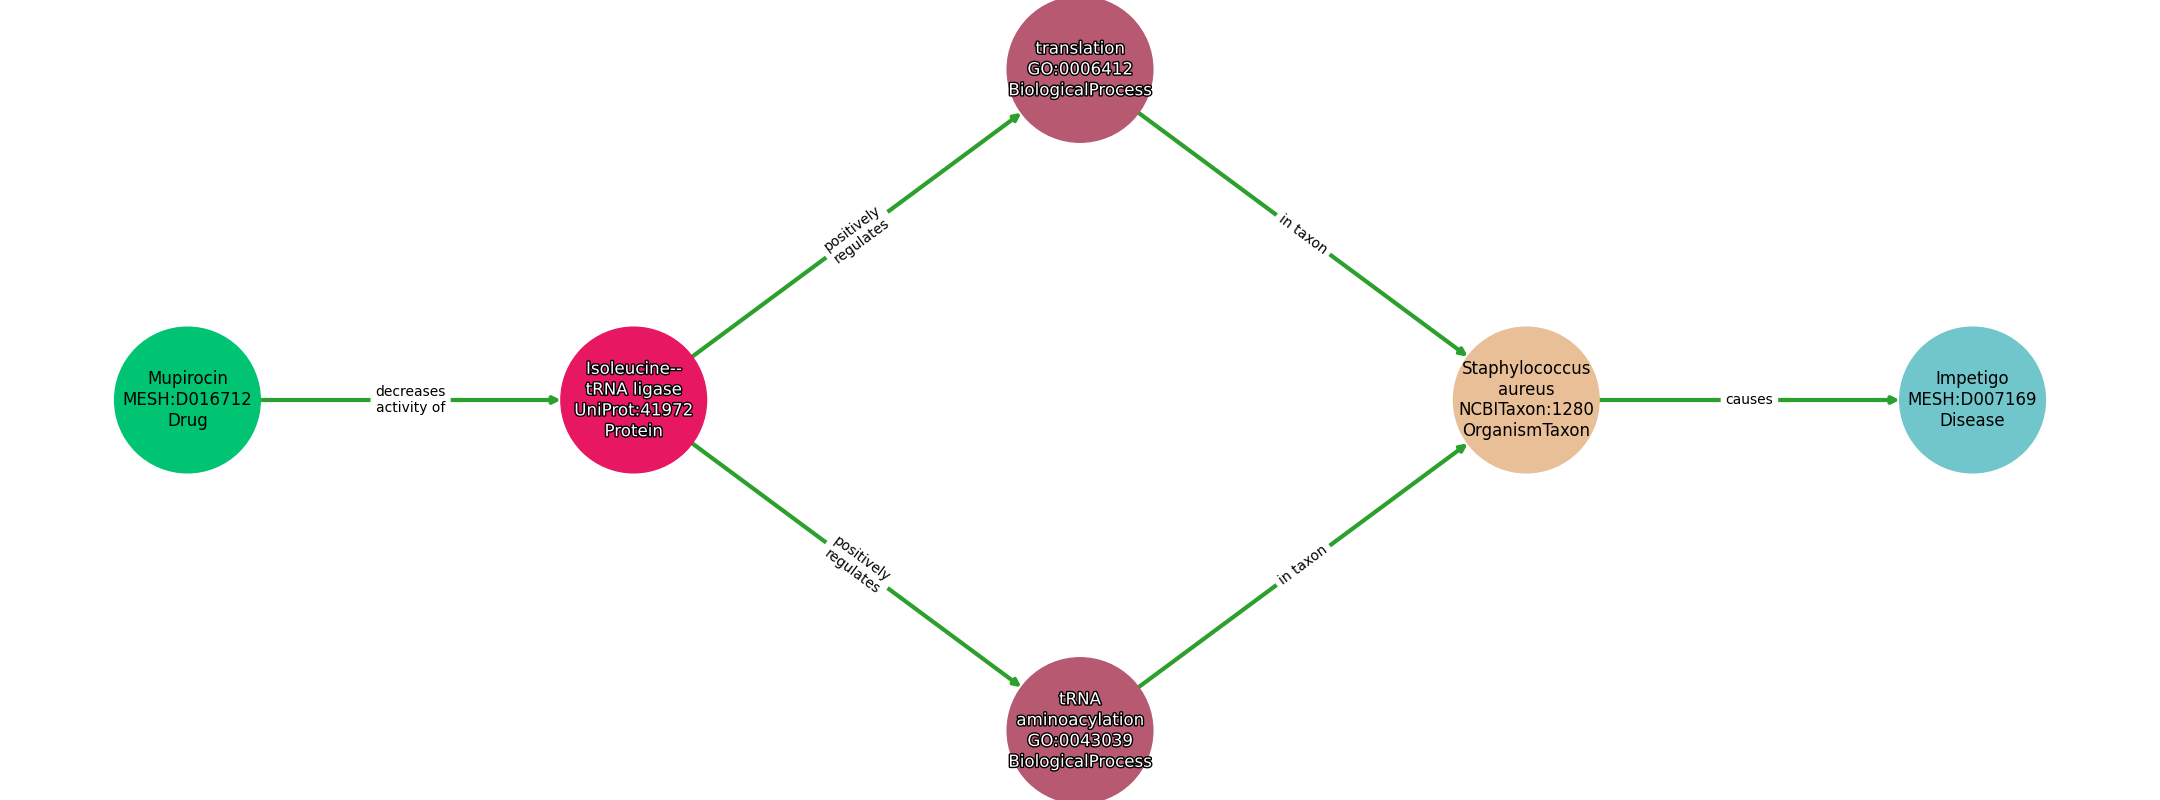 translation
GO:0006412
BiologicalProcess
positively
regulates
in taxon
Mupirocin
MESH:D016712
Drug
decreases
activity of
Isoleucine--
tRNA ligase
UniProt:41972
Protein
Staphylococcus
aureus
NCBITaxon:1280
OrganismTaxon
causes
Impetigo
MESH:D007169
Disease
positively
regulates
in taxon
tRNA
aminoacylation
GO:0043039
BiologicalProcess